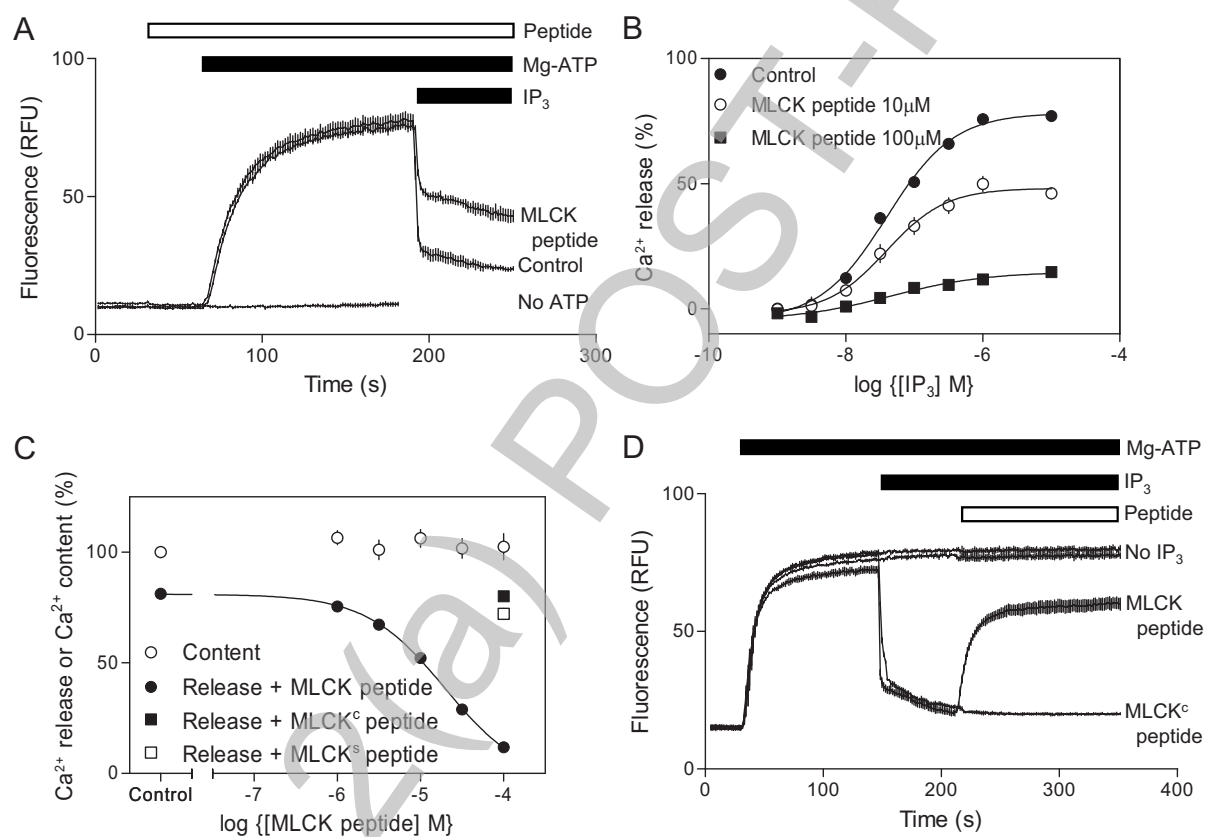 A
Peptide
Mg-ATP
IP₃
100
50
0
Fluorescence (RFU)
MLCK
peptide
Control
No ATP
0 100 200 300
Time (s)
B
100
50
0
Ca²⁺ release (%)
Control
MLCK peptide 10μM
MLCK peptide 100μM
-10 -8 -6 -4
log {[IP₃] M}
C
100
50
0
Ca²⁺ release or Ca²⁺ content (%)
Content
Release + MLCK peptide
Release + MLCKᶜ peptide
Release + MLCKˢ peptide
Control -7 -6 -5 -4
log {[MLCK peptide] M}
D
Mg-ATP
IP₃
Peptide
100
50
0
Fluorescence (RFU)
No IP₃
MLCK
peptide
MLCKᶜ
peptide
0 100 200 300 400
Time (s)
2(a) POST-